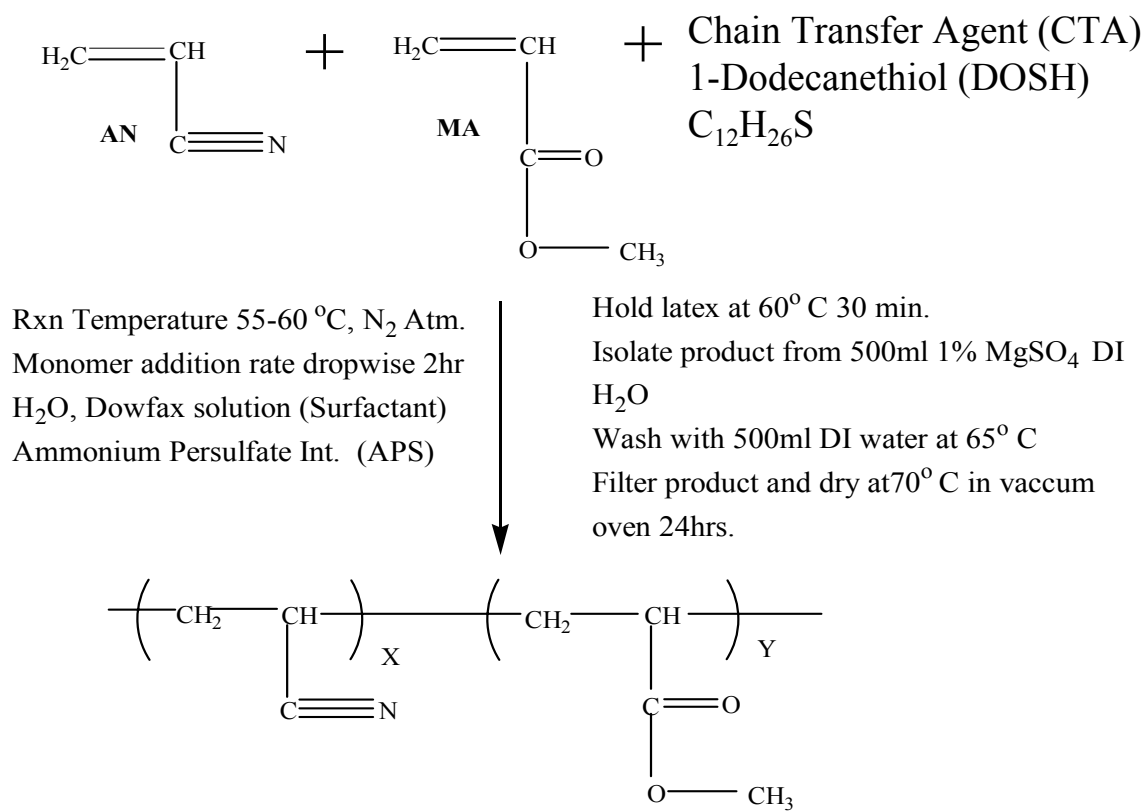 H2C CH + H2C CH + Chain Transfer Agent (CTA)
1-Dodecanethiol (DOSH)
C12H26S
AN C N MA C O
O CH3
Rxn Temperature 55-60 °C, N2 Atm.
Monomer addition rate dropwise 2hr
H2O, Dowfax solution (Surfactant)
Ammonium Persulfate Int. (APS)
Hold latex at 60° C 30 min.
Isolate product from 500ml 1% MgSO4 DI
H2O
Wash with 500ml DI water at 65° C
Filter product and dry at70° C in vaccum
oven 24hrs.
( CH2 CH ) X ( CH2 CH ) Y
C N C O
O CH3